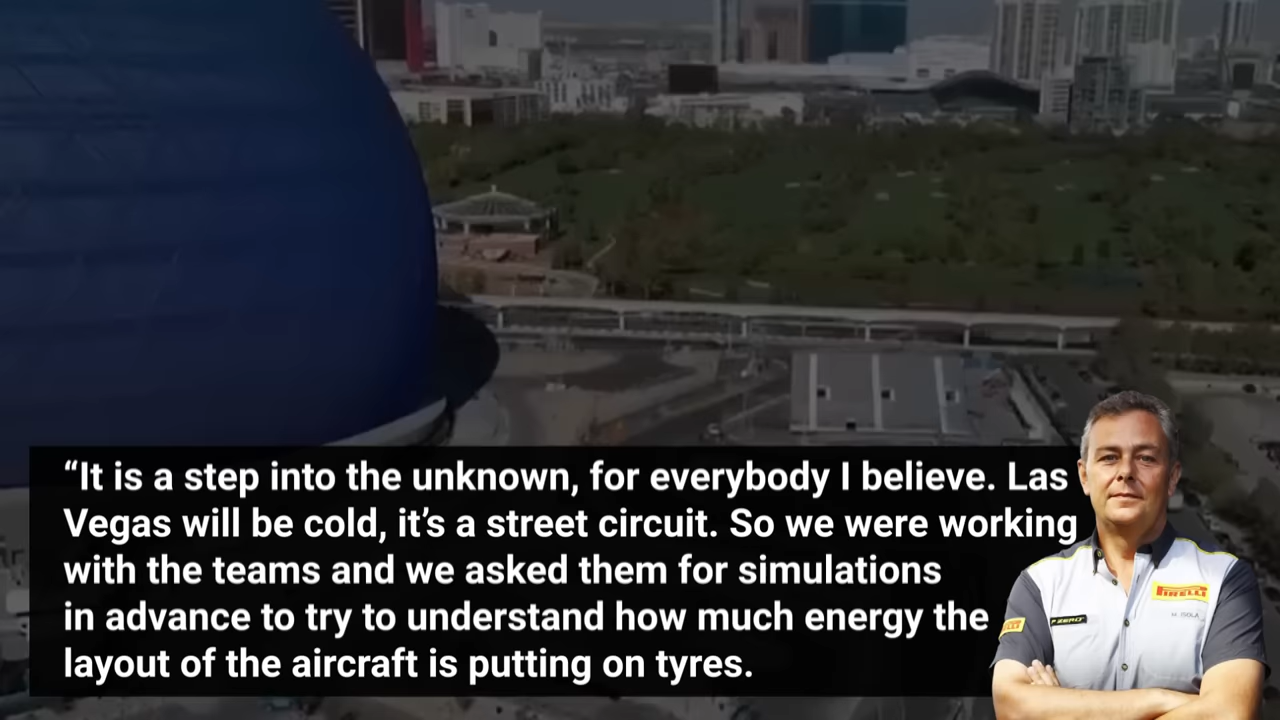 “It is a step into the unknown, for everybody I believe. Las
Vegas will be cold, it’s a street circuit. So we were working
with the teams and we asked them for simulations
in advance to try to understand how much energy the
layout of the aircraft is putting on tyres.
PIRELLI
M. ISOLA
P ZERO